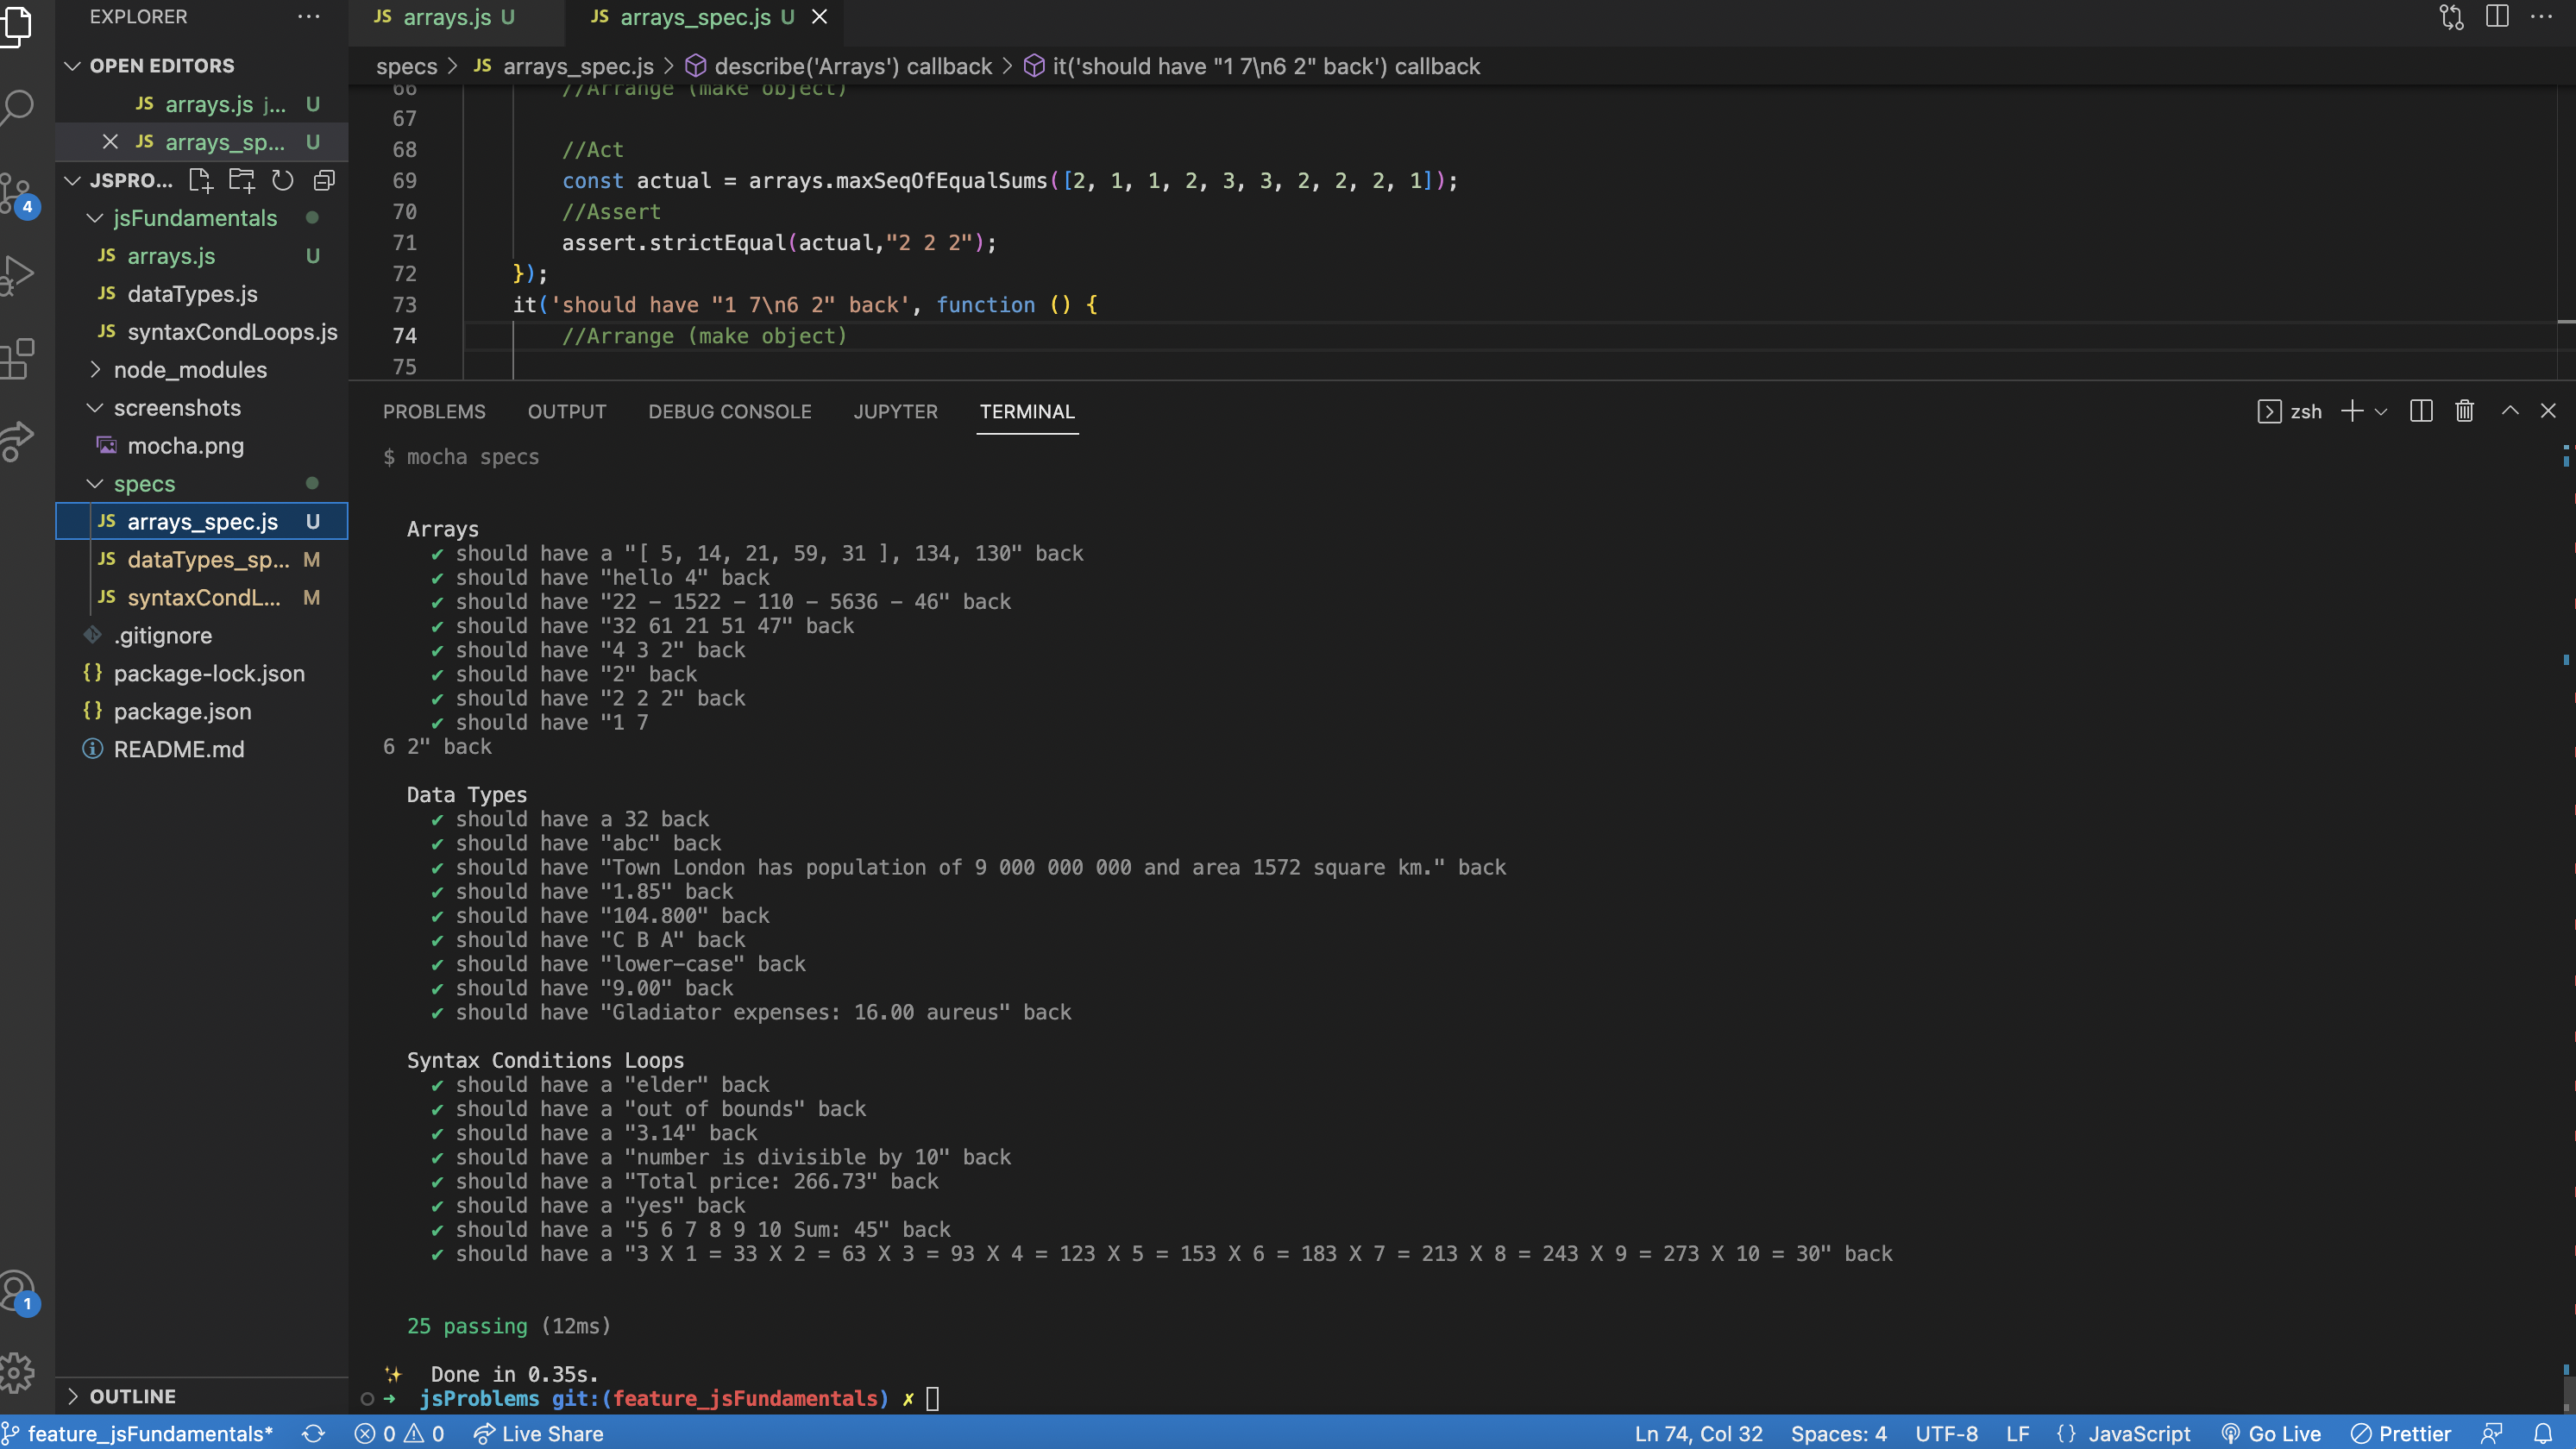 EXPLORER
OPEN EDITORS
JS arrays.js j... U
JS arrays_sp... U
JSPRO...
jsFundamentals
JS arrays.js U
JS dataTypes.js
JS syntaxCondLoops.js
node_modules
screenshots
mocha.png
specs
JS arrays_spec.js U
JS dataTypes_sp... M
JS syntaxCondL... M
.gitignore
{} package-lock.json
{} package.json
README.md
OUTLINE
4
1
JS arrays.js U
JS arrays_spec.js U
specs > JS arrays_spec.js > describe('Arrays') callback > it('should have "1 7\n6 2" back') callback
66 //Arrange (make object)
67
68 //Act
69 const actual = arrays.maxSeqOfEqualSums([2, 1, 1, 2, 3, 3, 2, 2, 2, 1]);
70 //Assert
71 assert.strictEqual(actual,"2 2 2");
72 });
73 it('should have "1 7\n6 2" back', function () {
74 //Arrange (make object)
75
PROBLEMS OUTPUT DEBUG CONSOLE JUPYTER TERMINAL
zsh
$ mocha specs
Arrays
✔ should have a "[ 5, 14, 21, 59, 31 ], 134, 130" back
✔ should have "hello 4" back
✔ should have "22 - 1522 - 110 - 5636 - 46" back
✔ should have "32 61 21 51 47" back
✔ should have "4 3 2" back
✔ should have "2" back
✔ should have "2 2 2" back
✔ should have "1 7
6 2" back
Data Types
✔ should have a 32 back
✔ should have "abc" back
✔ should have "Town London has population of 9 000 000 000 and area 1572 square km." back
✔ should have "1.85" back
✔ should have "104.800" back
✔ should have "C B A" back
✔ should have "lower-case" back
✔ should have "9.00" back
✔ should have "Gladiator expenses: 16.00 aureus" back
Syntax Conditions Loops
✔ should have a "elder" back
✔ should have a "out of bounds" back
✔ should have a "3.14" back
✔ should have a "number is divisible by 10" back
✔ should have a "Total price: 266.73" back
✔ should have a "yes" back
✔ should have a "5 6 7 8 9 10 Sum: 45" back
✔ should have a "3 X 1 = 33 X 2 = 63 X 3 = 93 X 4 = 123 X 5 = 153 X 6 = 183 X 7 = 213 X 8 = 243 X 9 = 273 X 10 = 30" back
25 passing (12ms)
✨ Done in 0.35s.
➜ jsProblems git:(feature_jsFundamentals) ✗
feature_jsFundamentals* 0 0 Live Share Ln 74, Col 32 Spaces: 4 UTF-8 LF {} JavaScript Go Live Prettier